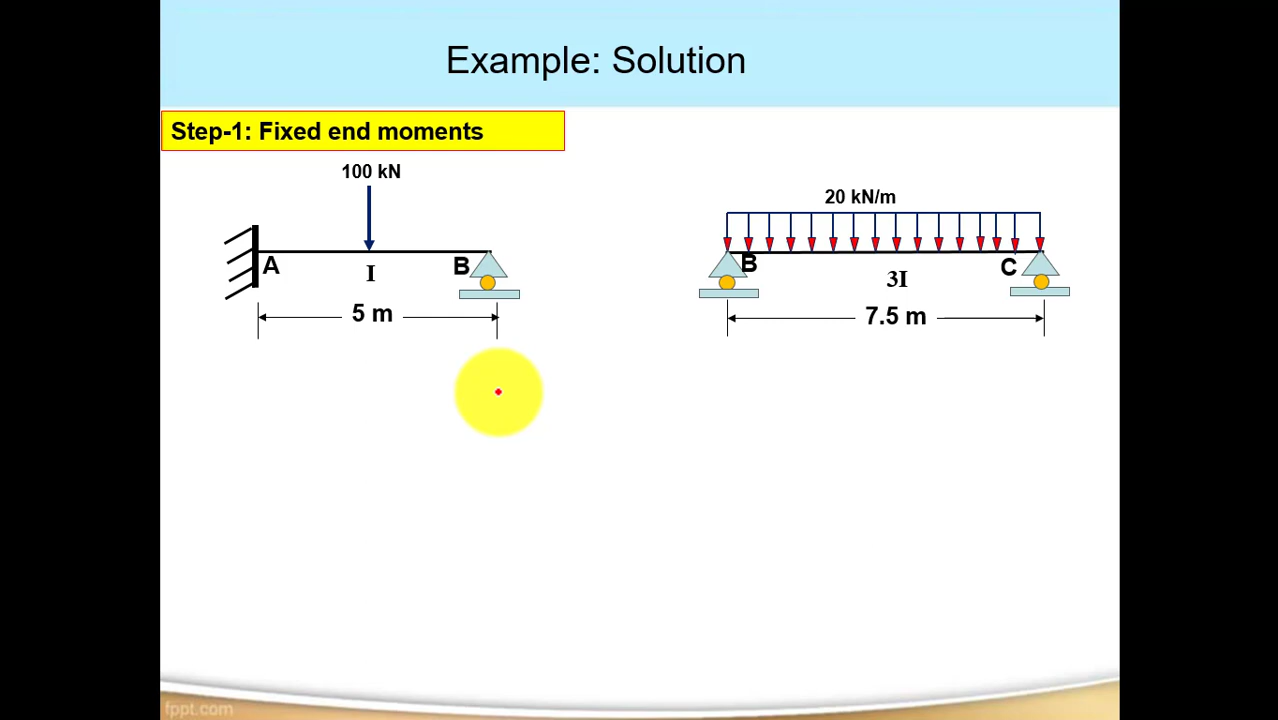 Example: Solution
Step-1: Fixed end moments
100 kN
20 kN/m
A
B
B
C
I
3I
5 m
7.5 m
fppt.com